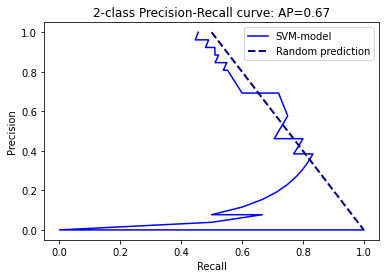 2-class Precision-Recall curve: AP=0.67
SVM-model
Random prediction
Precision
1.0
0.8
0.6
0.4
0.2
0.0
0.0 0.2 0.4 0.6 0.8 1.0
Recall